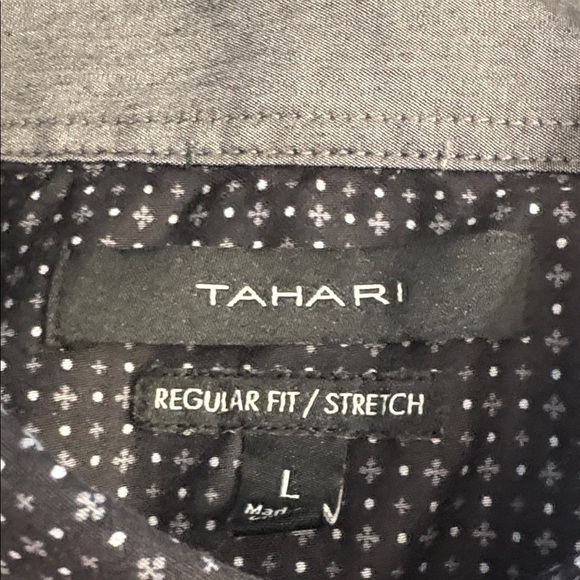 TAHARI
REGULAR FIT / STRETCH
L